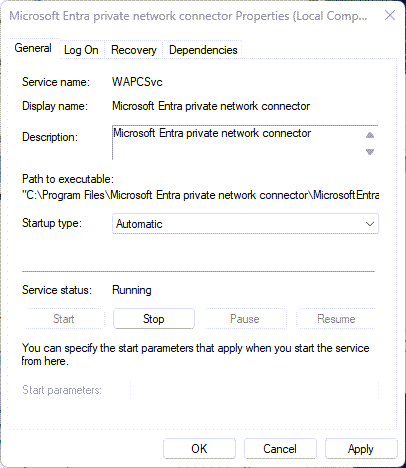 Microsoft Entra private network connector Properties (Local Comp...
General Log On Recovery Dependencies
Service name: WAPCSvc
Display name: Microsoft Entra private network connector
Description: Microsoft Entra private network connector
Path to executable:
"C:\Program Files\Microsoft Entra private network connector\MicrosoftEntra
Startup type: Automatic
Service status: Running
Start Stop Pause Resume
You can specify the start parameters that apply when you start the service
from here.
Start parameters:
OK Cancel Apply